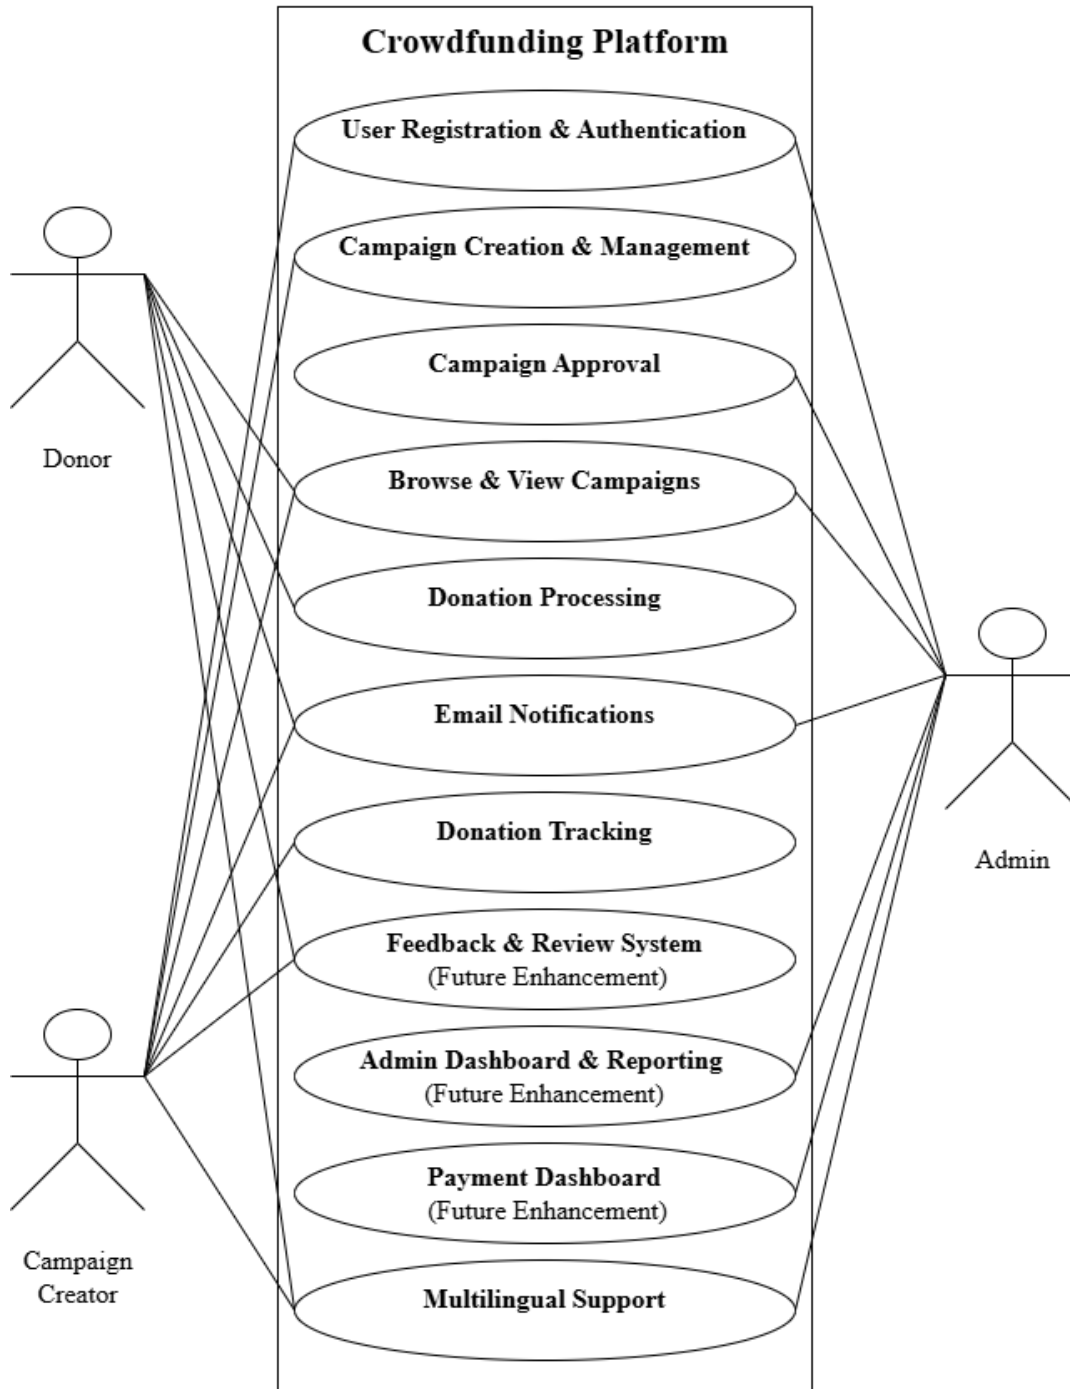 Crowdfunding Platform
User Registration & Authentication
Campaign Creation & Management
Campaign Approval
Donor
Browse & View Campaigns
Donation Processing
Email Notifications
Donation Tracking
Admin
Feedback & Review System
(Future Enhancement)
Admin Dashboard & Reporting
(Future Enhancement)
Payment Dashboard
(Future Enhancement)
Campaign
Creator
Multilingual Support